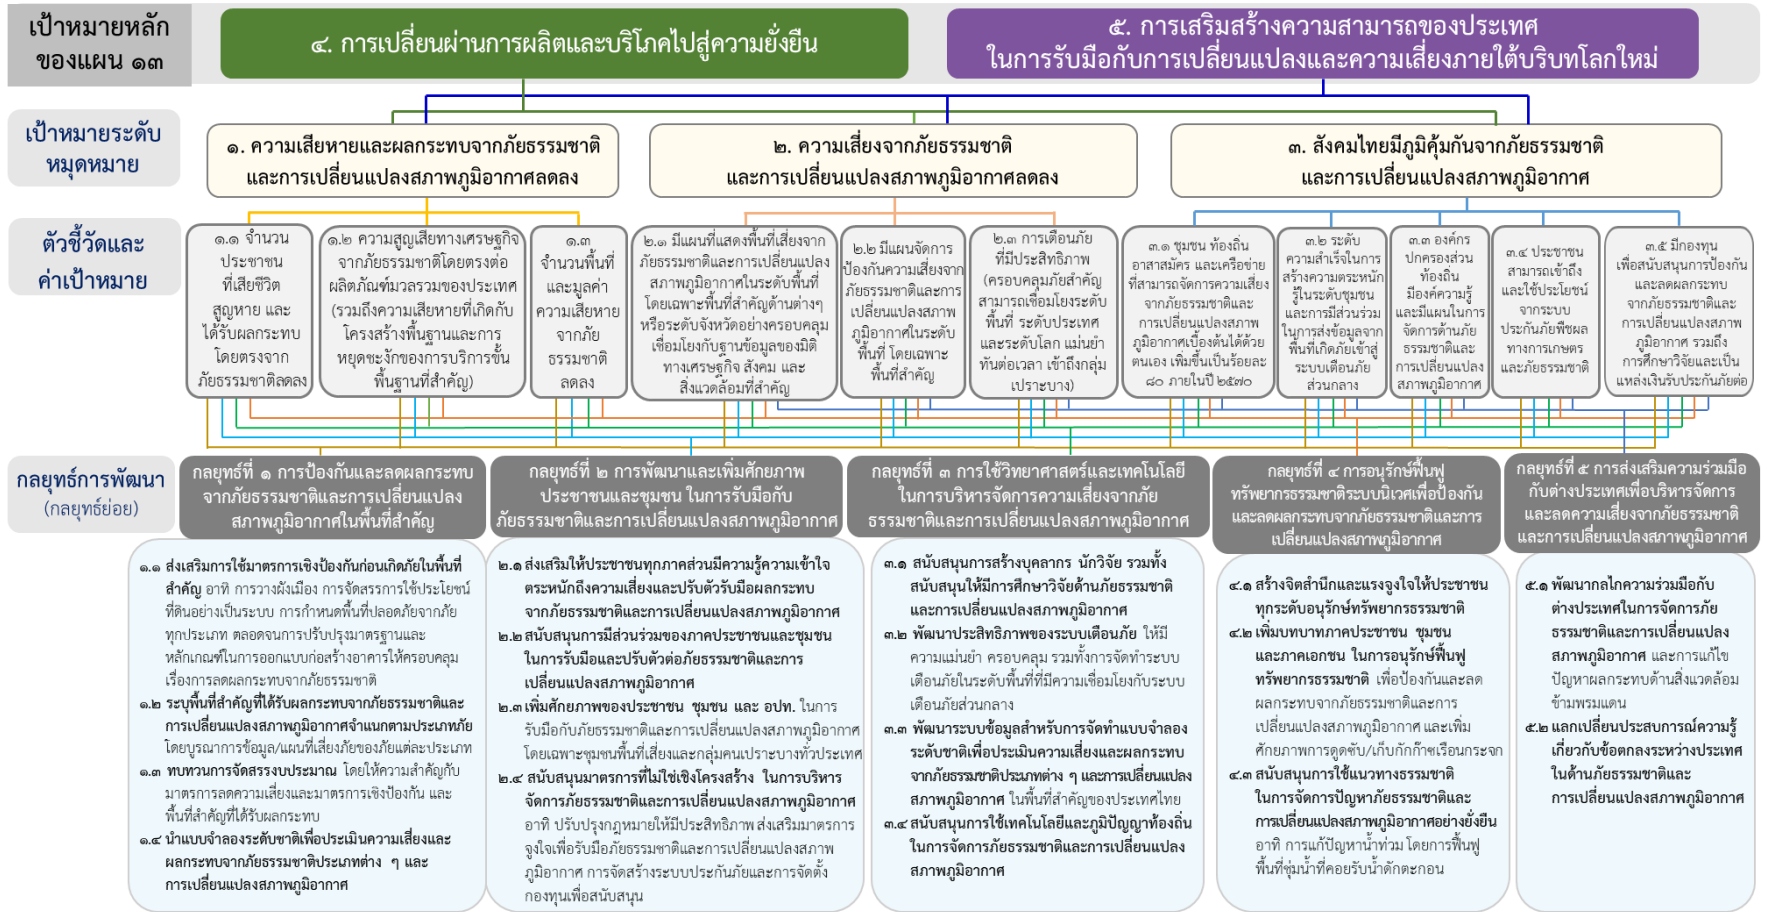 เป้าหมายหลัก
ของแผน ๑๓
๔. การเปลี่ยนผ่านการผลิตและบริโภคไปสู่ความยั่งยืน
๕. การเสริมสร้างความสามารถของประเทศ
ในการรับมือกับการเปลี่ยนแปลงและความเสี่ยงภายใต้บริบทโลกใหม่
เป้าหมายระดับ
หมุดหมาย
๑. ความเสียหายและผลกระทบจากภัยธรรมชาติ
และการเปลี่ยนแปลงสภาพภูมิอากาศลดลง
๒. ความเสี่ยงจากภัยธรรมชาติ
และการเปลี่ยนแปลงสภาพภูมิอากาศลดลง
๓. สังคมไทยมีภูมิคุ้มกันจากภัยธรรมชาติ
และการเปลี่ยนแปลงสภาพภูมิอากาศ
ตัวชี้วัดและ
ค่าเป้าหมาย
๑.๑ จำนวน
ประชาชน
ที่เสียชีวิต
สูญหาย และ
ได้รับผลกระทบ
โดยตรงจาก
ภัยธรรมชาติลดลง
๑.๒ ความสูญเสียทางเศรษฐกิจ
จากภัยธรรมชาติโดยตรงต่อ
ผลิตภัณฑ์มวลรวมของประเทศ
(รวมถึงความเสียหายที่เกิดกับ
โครงสร้างพื้นฐานและการ
หยุดชะงักของการบริการขั้น
พื้นฐานที่สำคัญ)
๑.๓
จำนวนพื้นที่
และมูลค่า
ความเสียหาย
จากภัย
ธรรมชาติ
ลดลง
๒.๑ มีแผนที่แสดงพื้นที่เสี่ยงจาก
ภัยธรรมชาติและการเปลี่ยนแปลง
สภาพภูมิอากาศในระดับพื้นที่
โดยเฉพาะพื้นที่สำคัญด้านต่างๆ
หรือระดับจังหวัดอย่างครอบคลุม
เชื่อมโยงกับฐานข้อมูลของมิติ
ทางเศรษฐกิจ สังคม และ
สิ่งแวดล้อมที่สำคัญ
๒.๒ มีแผนจัดการ
ป้องกันความเสี่ยงจาก
ภัยธรรมชาติและการ
เปลี่ยนแปลงสภาพ
ภูมิอากาศในระดับ
พื้นที่ โดยเฉพาะ
พื้นที่สำคัญ
๒.๓ การเตือนภัย
ที่มีประสิทธิภาพ
(ครอบคลุมภัยสำคัญ
สามารถเชื่อมโยงระดับ
พื้นที่ ระดับประเทศ
และระดับโลก แม่นยำ
ทันต่อเวลา เข้าถึงกลุ่ม
เปราะบาง)
๓.๑ ชุมชน ท้องถิ่น
อาสาสมัคร และเครือข่าย
ที่สามารถจัดการความเสี่ยง
จากภัยธรรมชาติและ
การเปลี่ยนแปลงสภาพ
ภูมิอากาศเบื้องต้นได้ด้วย
ตนเอง เพิ่มขึ้นเป็นร้อยละ
๘๐ ภายในปี ๒๕๗๐
๓.๒ ระดับ
ความสำเร็จในการ
สร้างความตระหนัก
รู้ในระดับชุมชน
และการมีส่วนร่วม
ในการส่งข้อมูลจาก
พื้นที่เกิดภัยเข้าสู่
ระบบเตือนภัย
ส่วนกลาง
๓.๓ องค์กร
ปกครองส่วน
ท้องถิ่น
มีองค์ความรู้
และมีแผนในการ
จัดการด้านภัย
ธรรมชาติและ
การเปลี่ยนแปลง
สภาพภูมิอากาศ
๓.๔ ประชาชน
สามารถเข้าถึง
และใช้ประโยชน์
จากระบบ
ประกันภัยพืชผล
ทางการเกษตร
และภัยธรรมชาติ
๓.๕ มีกองทุน
เพื่อสนับสนุนการป้องกัน
และลดผลกระทบ
จากภัยธรรมชาติและ
การเปลี่ยนแปลงสภาพ
ภูมิอากาศ รวมถึง
การศึกษาวิจัยและเป็น
แหล่งเงินรับประกันภัยต่อ
กลยุทธ์การพัฒนา
(กลยุทธ์ย่อย)
กลยุทธ์ที่ ๑ การป้องกันและลดผลกระทบ
จากภัยธรรมชาติและการเปลี่ยนแปลง
สภาพภูมิอากาศในพื้นที่สำคัญ
กลยุทธ์ที่ ๒ การพัฒนาและเพิ่มศักยภาพ
ประชาชนและชุมชน ในการรับมือกับ
ภัยธรรมชาติและการเปลี่ยนแปลงสภาพภูมิอากาศ
กลยุทธ์ที่ ๓ การใช้วิทยาศาสตร์และเทคโนโลยี
ในการบริหารจัดการความเสี่ยงจากภัย
ธรรมชาติและการเปลี่ยนแปลงสภาพภูมิอากาศ
กลยุทธ์ที่ ๔ การอนุรักษ์ฟื้นฟู
ทรัพยากรธรรมชาติระบบนิเวศเพื่อป้องกัน
และลดผลกระทบจากภัยธรรมชาติและการ
เปลี่ยนแปลงสภาพภูมิอากาศ
กลยุทธ์ที่ ๕ การส่งเสริมความร่วมมือ
กับต่างประเทศเพื่อบริหารจัดการ
และลดความเสี่ยงจากภัยธรรมชาติ
และการเปลี่ยนแปลงสภาพภูมิอากาศ
๑.๑ ส่งเสริมการใช้มาตรการเชิงป้องกันก่อนเกิดภัยในพื้นที่
สำคัญ อาทิ การวางผังเมือง การจัดสรรการใช้ประโยชน์
ที่ดินอย่างเป็นระบบ การกำหนดพื้นที่ปลอดภัยจากภัย
ทุกประเภท ตลอดจนการปรับปรุงมาตรฐานและ
หลักเกณฑ์ในการออกแบบก่อสร้างอาคารให้ครอบคลุม
เรื่องการลดผลกระทบจากภัยธรรมชาติ
๑.๒ ระบุพื้นที่สำคัญที่ได้รับผลกระทบจากภัยธรรมชาติและ
การเปลี่ยนแปลงสภาพภูมิอากาศจำแนกตามประเภทภัย
โดยบูรณาการข้อมูล/แผนที่เสี่ยงภัยของภัยแต่ละประเภท
๑.๓ ทบทวนการจัดสรรงบประมาณ โดยให้ความสำคัญกับ
มาตรการลดความเสี่ยงและมาตรการเชิงป้องกัน และ
พื้นที่สำคัญที่ได้รับผลกระทบ
๑.๔ นำแบบจำลองระดับชาติเพื่อประเมินความเสี่ยงและ
ผลกระทบจากภัยธรรมชาติประเภทต่าง ๆ และ
การเปลี่ยนแปลงสภาพภูมิอากาศ
๒.๑ ส่งเสริมให้ประชาชนทุกภาคส่วนมีความรู้ความเข้าใจ
ตระหนักถึงความเสี่ยงและปรับตัวรับมือผลกระทบ
จากภัยธรรมชาติและการเปลี่ยนแปลงสภาพภูมิอากาศ
๒.๒ สนับสนุนการมีส่วนร่วมของภาคประชาชนและชุมชน
ในการรับมือและปรับตัวต่อภัยธรรมชาติและการ
เปลี่ยนแปลงสภาพภูมิอากาศ
๒.๓ เพิ่มศักยภาพของประชาชน ชุมชน และ อปท. ในการ
รับมือกับภัยธรรมชาติและการเปลี่ยนแปลงสภาพภูมิอากาศ
โดยเฉพาะชุมชนพื้นที่เสี่ยงและกลุ่มคนเปราะบางทั่วประเทศ
๒.๔ สนับสนุนมาตรการที่ไม่ใช่เชิงโครงสร้าง ในการบริหาร
จัดการภัยธรรมชาติและการเปลี่ยนแปลงสภาพภูมิอากาศ
อาทิ ปรับปรุงกฎหมายให้มีประสิทธิภาพ ส่งเสริมมาตรการ
จูงใจเพื่อรับมือภัยธรรมชาติและการเปลี่ยนแปลงสภาพ
ภูมิอากาศ การจัดสร้างระบบประกันภัยและการจัดตั้ง
กองทุนเพื่อสนับสนุน
๓.๑ สนับสนุนการสร้างบุคลากร นักวิจัย รวมทั้ง
สนับสนุนให้มีการศึกษาวิจัยด้านภัยธรรมชาติ
และการเปลี่ยนแปลงสภาพภูมิอากาศ
๓.๒ พัฒนาประสิทธิภาพของระบบเตือนภัย ให้มี
ความแม่นยำ ครอบคลุม รวมทั้งการจัดทำระบบ
เตือนภัยในระดับพื้นที่ที่มีความเชื่อมโยงกับระบบ
เตือนภัยส่วนกลาง
๓.๓ พัฒนาระบบข้อมูลสำหรับการจัดทำแบบจำลอง
ระดับชาติเพื่อประเมินความเสี่ยงและผลกระทบ
จากภัยธรรมชาติประเภทต่าง ๆ และการเปลี่ยนแปลง
สภาพภูมิอากาศ ในพื้นที่สำคัญของประเทศไทย
๓.๔ สนับสนุนการใช้เทคโนโลยีและภูมิปัญญาท้องถิ่น
ในการจัดการภัยธรรมชาติและการเปลี่ยนแปลง
สภาพภูมิอากาศ
๔.๑ สร้างจิตสำนึกและแรงจูงใจให้ประชาชน
ทุกระดับอนุรักษ์ทรัพยากรธรรมชาติ
๔.๒ เพิ่มบทบาทภาคประชาชน ชุมชน
และภาคเอกชน ในการอนุรักษ์ฟื้นฟู
ทรัพยากรธรรมชาติ เพื่อป้องกันและลด
ผลกระทบจากภัยธรรมชาติและการ
เปลี่ยนแปลงสภาพภูมิอากาศ และเพิ่ม
ศักยภาพการดูดซับ/เก็บกักก๊าซเรือนกระจก
๔.๓ สนับสนุนการใช้แนวทางธรรมชาติ
ในการจัดการปัญหาภัยธรรมชาติและ
การเปลี่ยนแปลงสภาพภูมิอากาศอย่างยั่งยืน
อาทิ การแก้ปัญหาน้ำท่วม โดยการฟื้นฟู
พื้นที่ชุ่มน้ำที่คอยรับน้ำดักตะกอน
๕.๑ พัฒนากลไกความร่วมมือกับ
ต่างประเทศในการจัดการภัย
ธรรมชาติและการเปลี่ยนแปลง
สภาพภูมิอากาศ และการแก้ไข
ปัญหาผลกระทบด้านสิ่งแวดล้อม
ข้ามพรมแดน
๕.๒ แลกเปลี่ยนประสบการณ์ความรู้
เกี่ยวกับข้อตกลงระหว่างประเทศ
ในด้านภัยธรรมชาติและ
การเปลี่ยนแปลงสภาพภูมิอากาศ